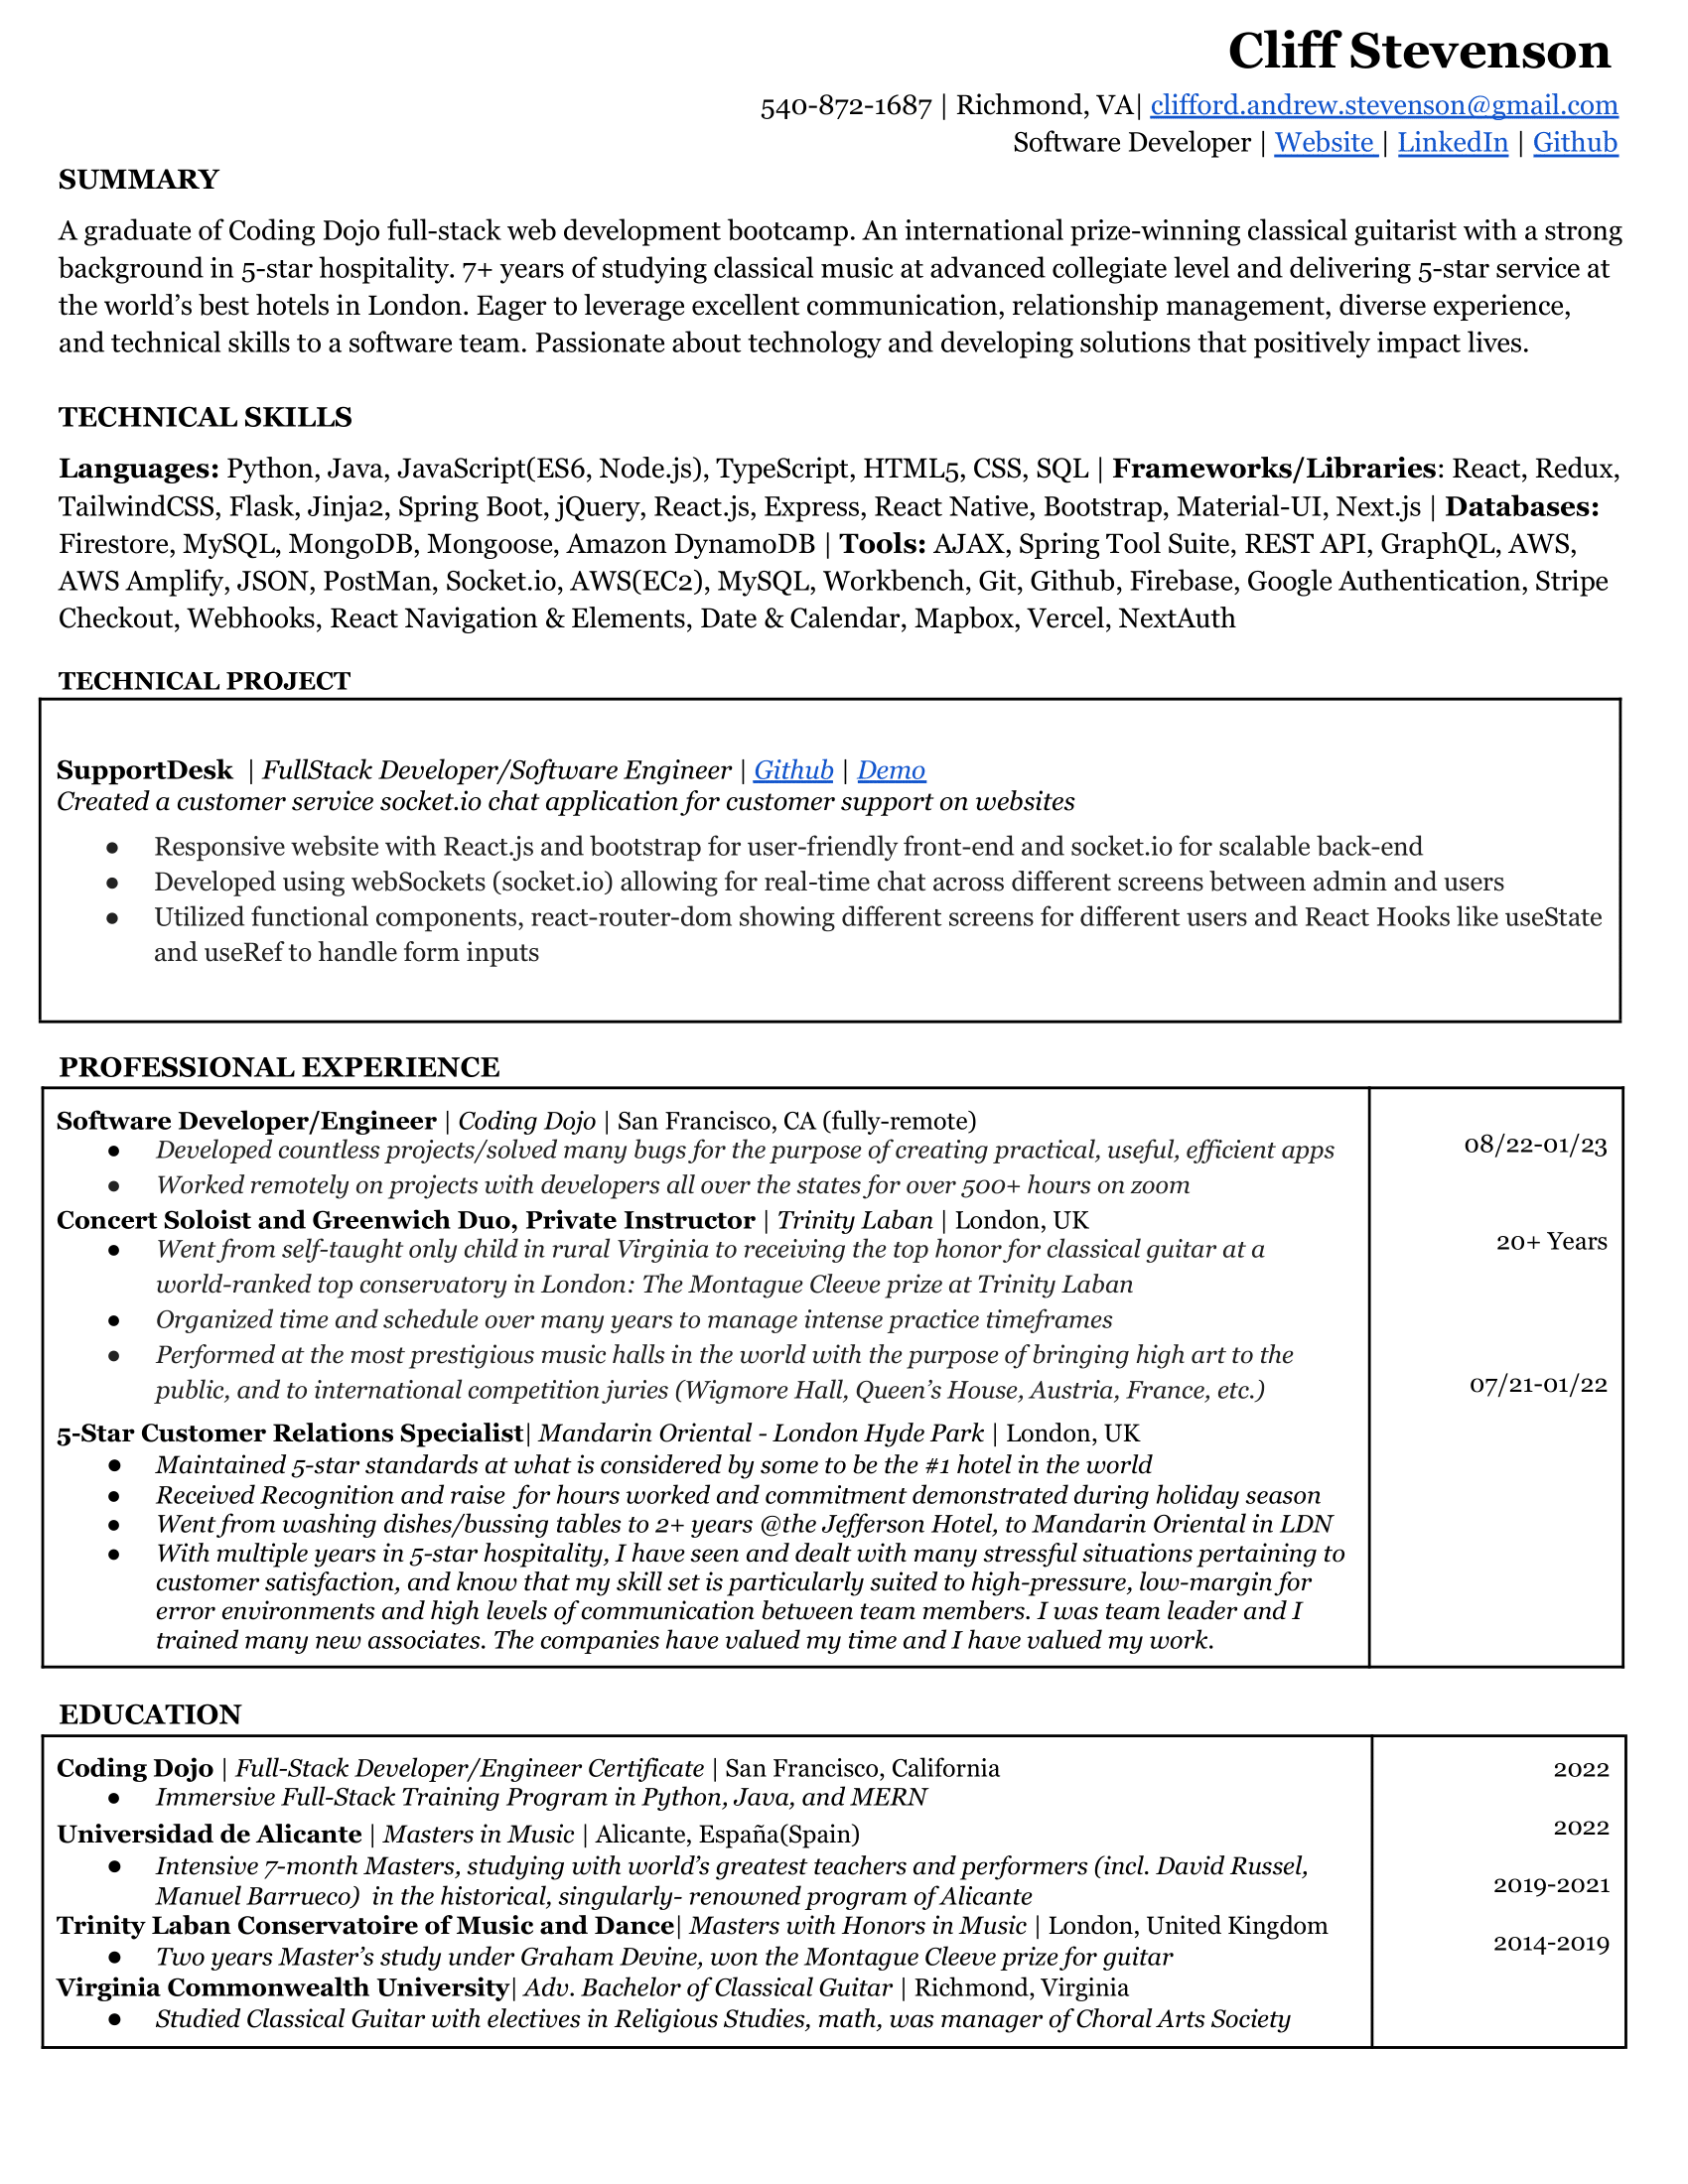 Cliff Stevenson
540-872-1687 | Richmond, VA| clifford.andrew.stevenson@gmail.com
Software Developer | Website | LinkedIn | Github
SUMMARY
A graduate of Coding Dojo full-stack web development bootcamp. An international prize-winning classical guitarist with a strong
background in 5-star hospitality. 7+ years of studying classical music at advanced collegiate level and delivering 5-star service at
the world's best hotels in London. Eager to leverage excellent communication, relationship management, diverse experience,
and technical skills to a software team. Passionate about technology and developing solutions that positively impact lives.
TECHNICAL SKILLS
Languages: Python, Java, JavaScript(ES6, Node.js), TypeScript, HTML5, CSS, SQL | Frameworks/Libraries: React, Redux,
TailwindCSS, Flask, Jinja2, Spring Boot, jQuery, React.js, Express, React Native, Bootstrap, Material-UI, Next.js | Databases:
Firestore, MySQL, MongoDB, Mongoose, Amazon DynamoDB | Tools: AJAX, Spring Tool Suite, REST API, GraphQL, AWS,
AWS Amplify, JSON, PostMan, Socket.io, AWS(EC2), MySQL, Workbench, Git, Github, Firebase, Google Authentication, Stripe
Checkout, Webhooks, React Navigation & Elements, Date & Calendar, Mapbox, Vercel, NextAuth
TECHNICAL PROJECT
SupportDesk | FullStack Developer/Software Engineer | Github | Demo
Created a customer service socket.io chat application for customer support on websites
● Responsive website with React.js and bootstrap for user-friendly front-end and socket.io for scalable back-end
● Developed using webSockets (socket.io) allowing for real-time chat across different screens between admin and users
● Utilized functional components, react-router-dom showing different screens for different users and React Hooks like useState
and useRef to handle form inputs
PROFESSIONAL EXPERIENCE
Software Developer/Engineer | Coding Dojo | San Francisco, CA (fully-remote)
● Developed countless projects/solved many bugs for the purpose of creating practical, useful, efficient apps
08/22-01/23
● Worked remotely on projects with developers all over the states for over 500+ hours on zoom
Concert Soloist and Greenwich Duo, Private Instructor | Trinity Laban | London, UK
● Went from self-taught only child in rural Virginia to receiving the top honor for classical guitar at a
20+ Years
world-ranked top conservatory in London: The Montague Cleeve prize at Trinity Laban
● Organized time and schedule over many years to manage intense practice timeframes
● Performed at the most prestigious music halls in the world with the purpose of bringing high art to the
public, and to international competition juries (Wigmore Hall, Queen's House, Austria, France, etc.)
07/21-01/22
5-Star Customer Relations Specialist| Mandarin Oriental - London Hyde Park | London, UK
● Maintained 5-star standards at what is considered by some to be the #1 hotel in the world
● Received Recognition and raise for hours worked and commitment demonstrated during holiday season
● Went from washing dishes/bussing tables to 2+ years @the Jefferson Hotel, to Mandarin Oriental in LDN
● With multiple years in 5-star hospitality, I have seen and dealt with many stressful situations pertaining to
customer satisfaction, and know that my skill set is particularly suited to high-pressure, low-margin for
error environments and high levels of communication between team members. I was team leader and I
trained many new associates. The companies have valued my time and I have valued my work.
EDUCATION
Coding Dojo | Full-Stack Developer/Engineer Certificate | San Francisco, California
2022
● Immersive Full-Stack Training Program in Python, Java, and MERN
Universidad de Alicante | Masters in Music | Alicante, España(Spain)
2022
● Intensive 7-month Masters, studying with world's greatest teachers and performers (incl. David Russel,
Manuel Barrueco) in the historical, singularly- renowned program of Alicante
2019-2021
Trinity Laban Conservatoire of Music and Dance| Masters with Honors in Music | London, United Kingdom
● Two years Master's study under Graham Devine, won the Montague Cleeve prize for guitar
2014-2019
Virginia Commonwealth University| Adv. Bachelor of Classical Guitar | Richmond, Virginia
● Studied Classical Guitar with electives in Religious Studies, math, was manager of Choral Arts Society